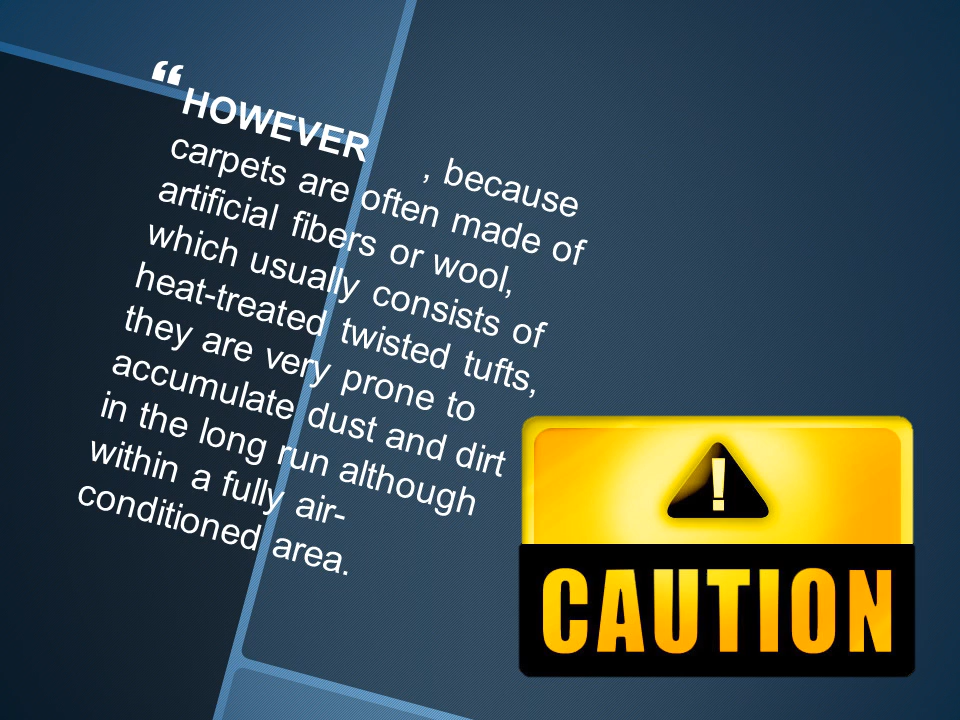 “HOWEVER , because
carpets are often made of
artificial fibers or wool,
which usually consists of
heat-treated twisted tufts,
they are very prone to
accumulate dust and dirt
in the long run although
within a fully air-
conditioned area.
!
CAUTION